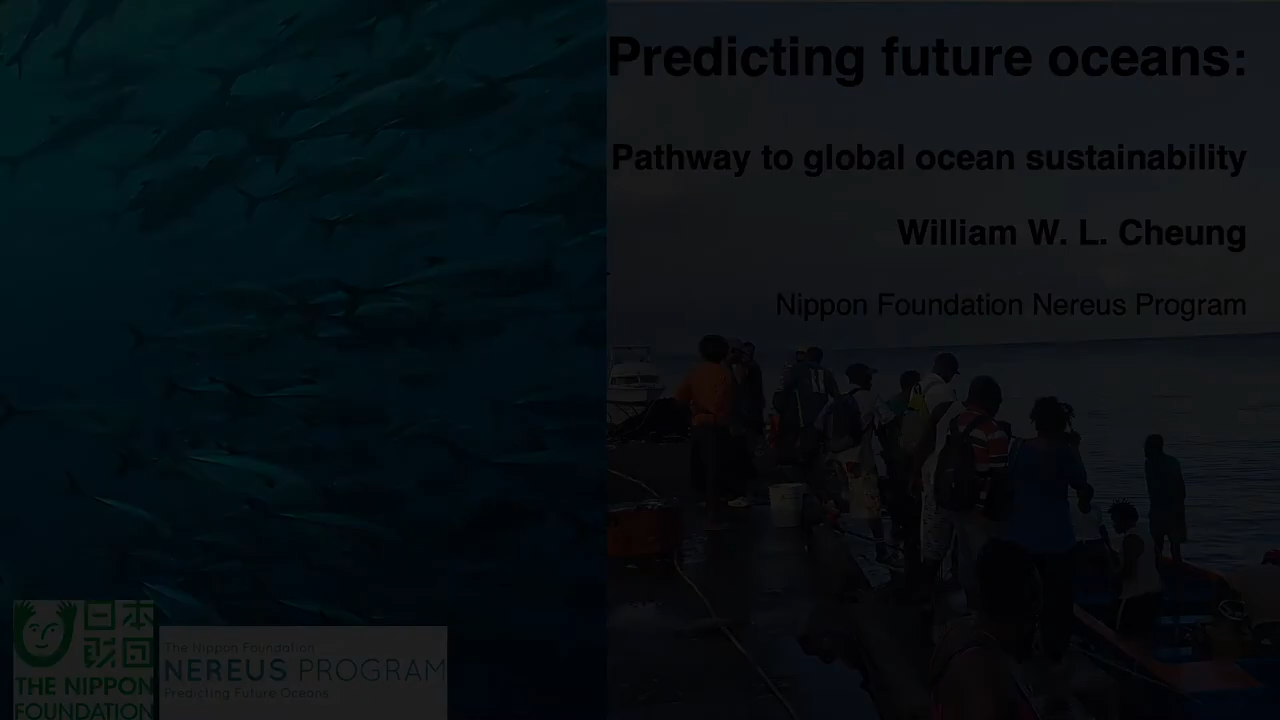 Predicting future oceans:
Pathway to global ocean sustainability
William W. L. Cheung
Nippon Foundation Nereus Program
日本
財団
THE NIPPON
FOUNDATION
The Nippon Foundation
NEREUS PROGRAM
Predicting Future Oceans